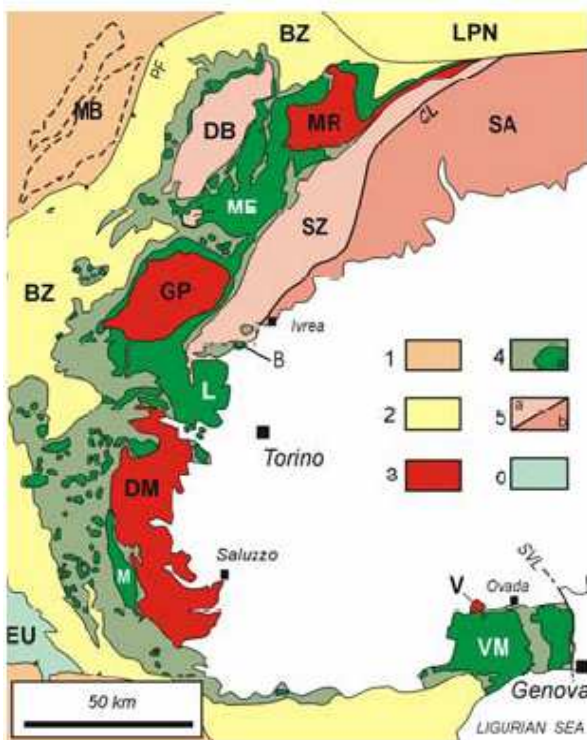 BZ LPN
PF
MB
DB MR
CL SA
ME
SZ
BZ GP
Ivrea
B
1 4
L
2 5 a b
Torino
3 6
DM
Saluzzo
M
SVL
V Ovada
EU VM
Genova
50 km
LIGURIAN SEA